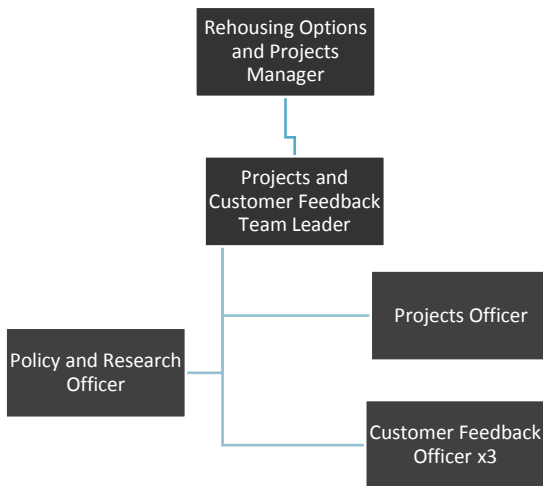 Rehousing Options
and Projects
Manager
Projects and
Customer Feedback
Team Leader
Projects Officer
Policy and Research
Officer
Customer Feedback
Officer x3